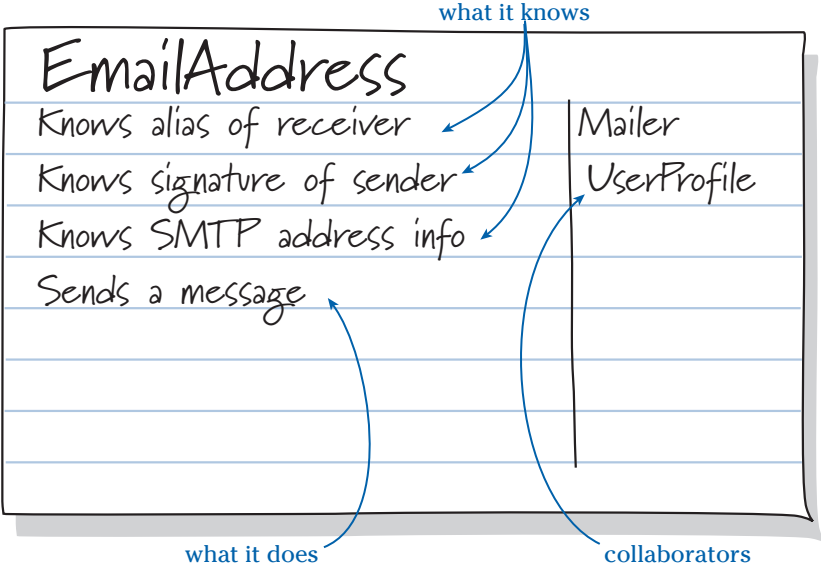 what it knows
EmailAddress
Knows alias of receiver
Mailer
Knows signature of sender
UserProfile
Knows SMTP address info
Sends a message
what it does
collaborators